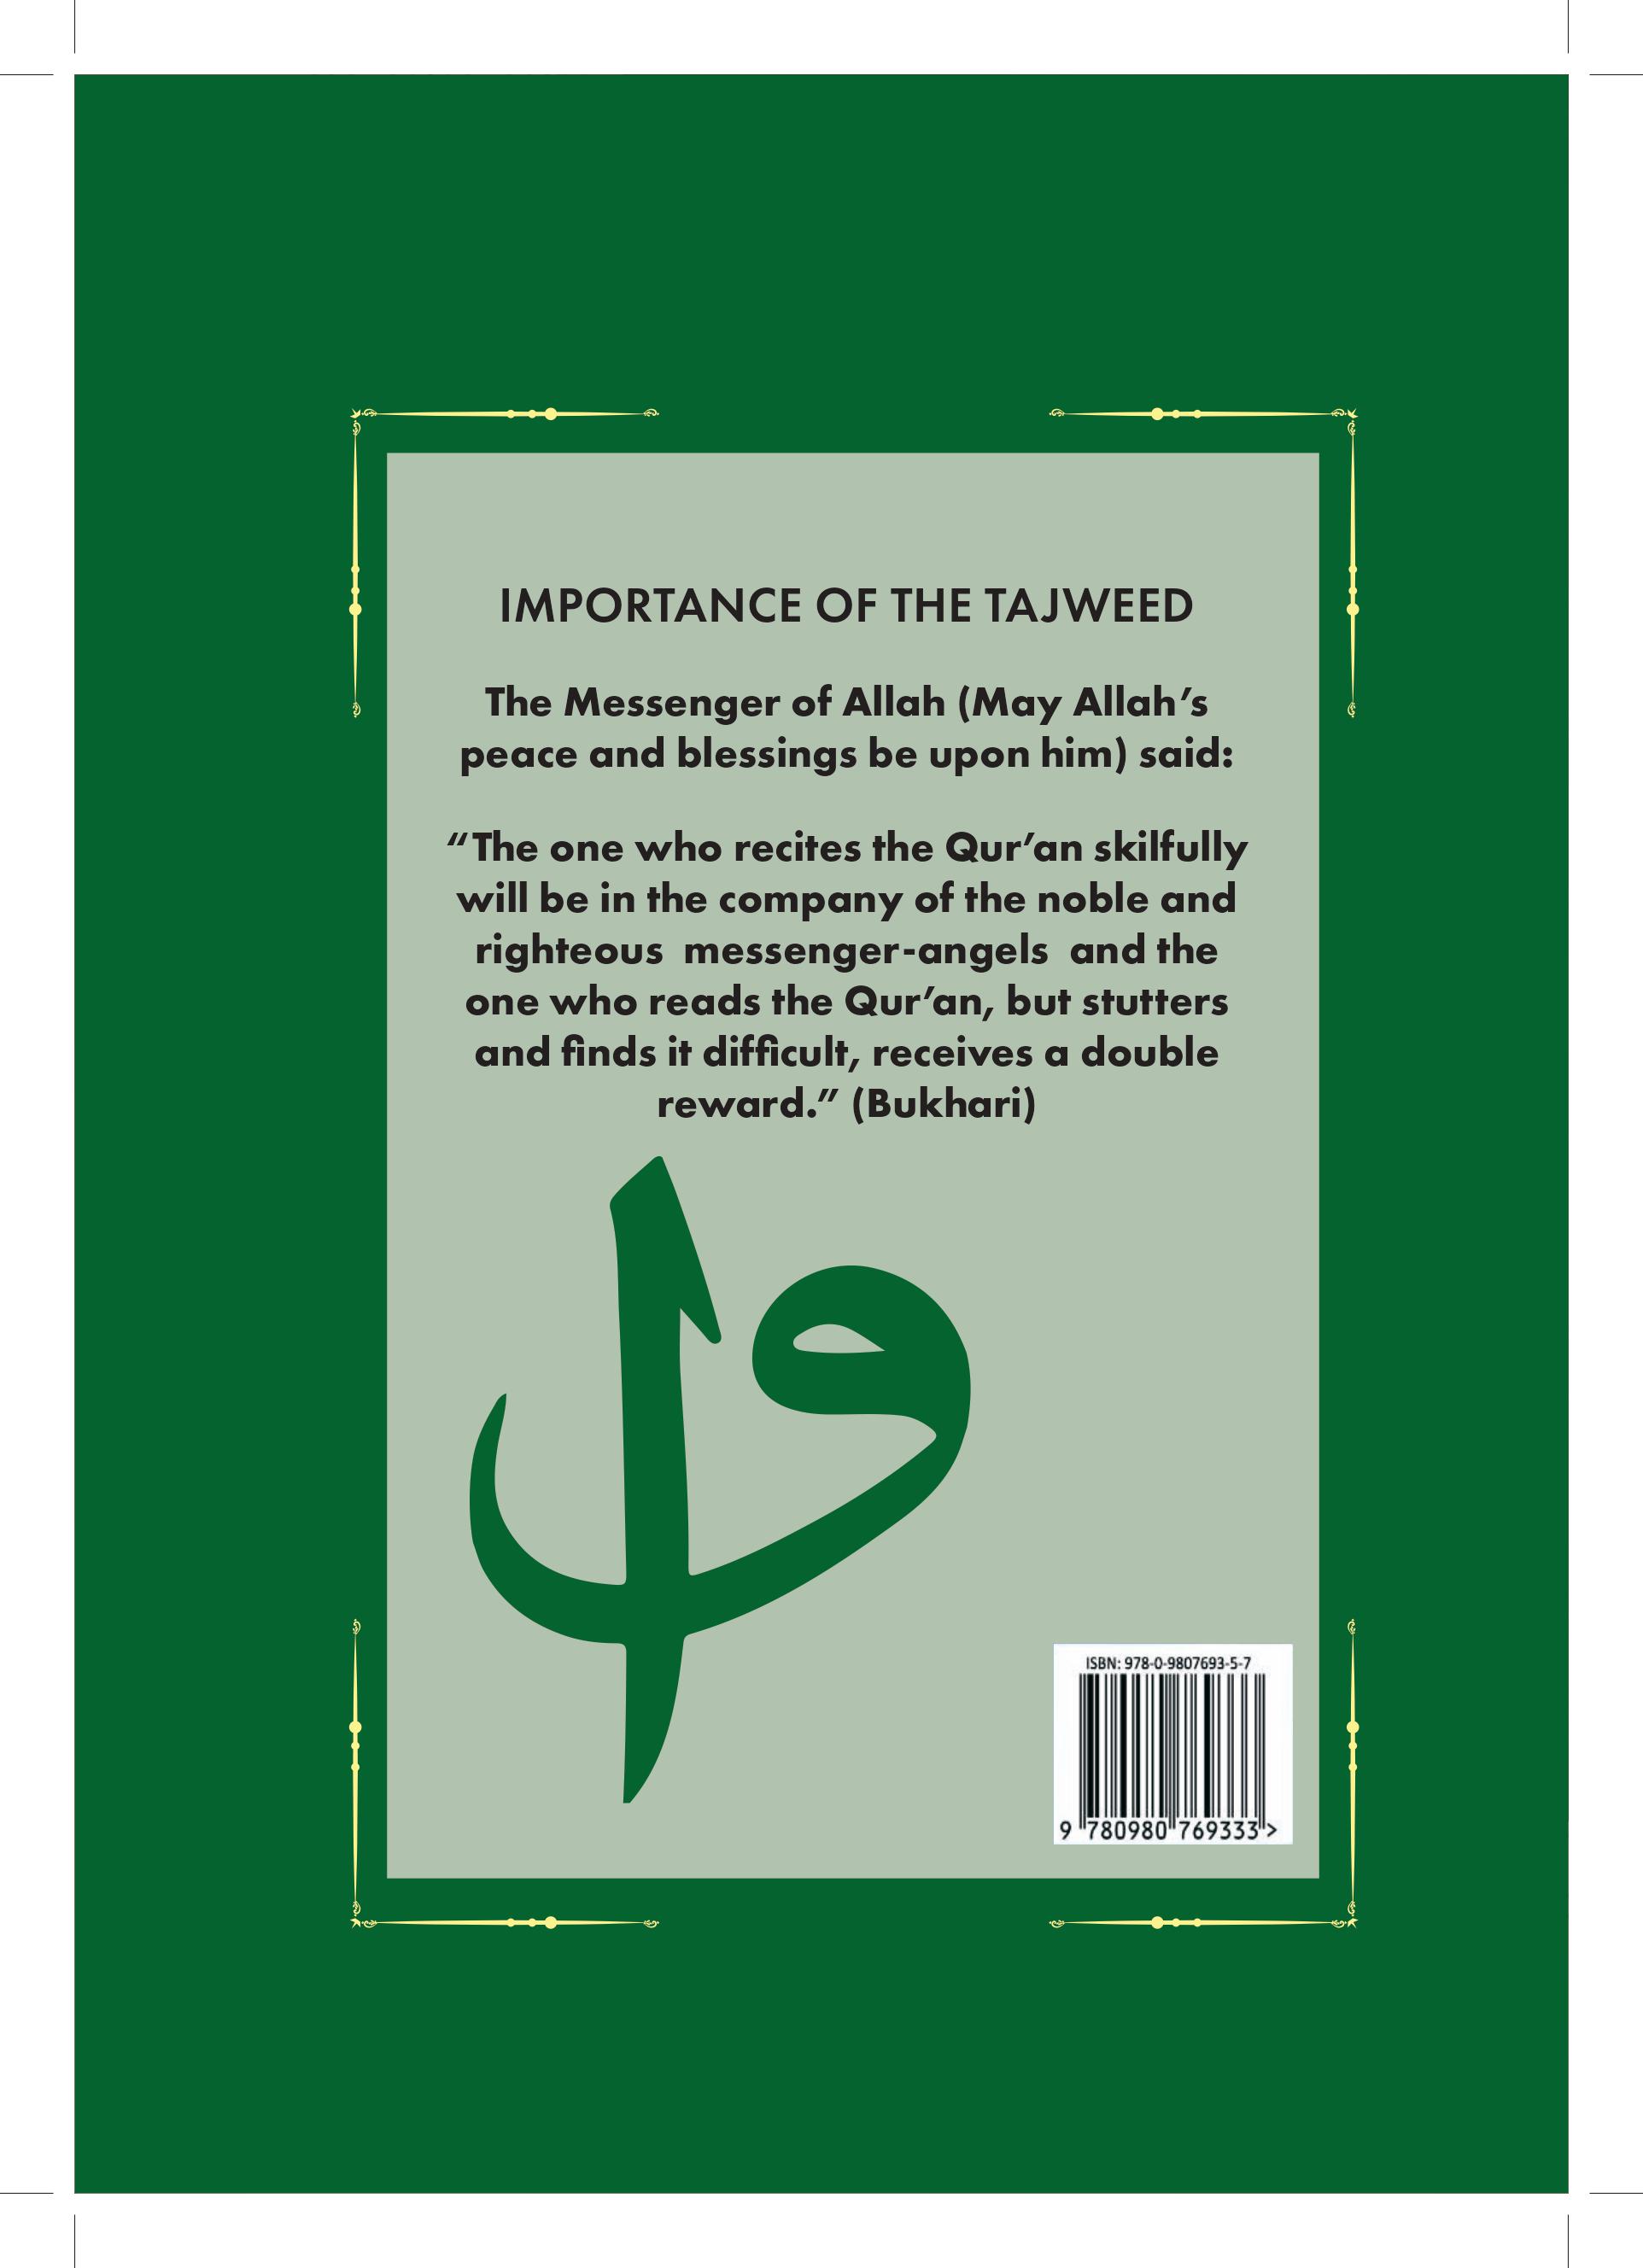 IMPORTANCE OF THE TAJWEED
The Messenger of Allah (May Allah’s
peace and blessings be upon him) said:
“The one who recites the Qur’an skilfully
will be in the company of the noble and
righteous messenger-angels and the
one who reads the Qur’an, but stutters
and finds it difficult, receives a double
reward.” (Bukhari)
ISBN: 978-0-9807693-5-7
9 780980 769333 >